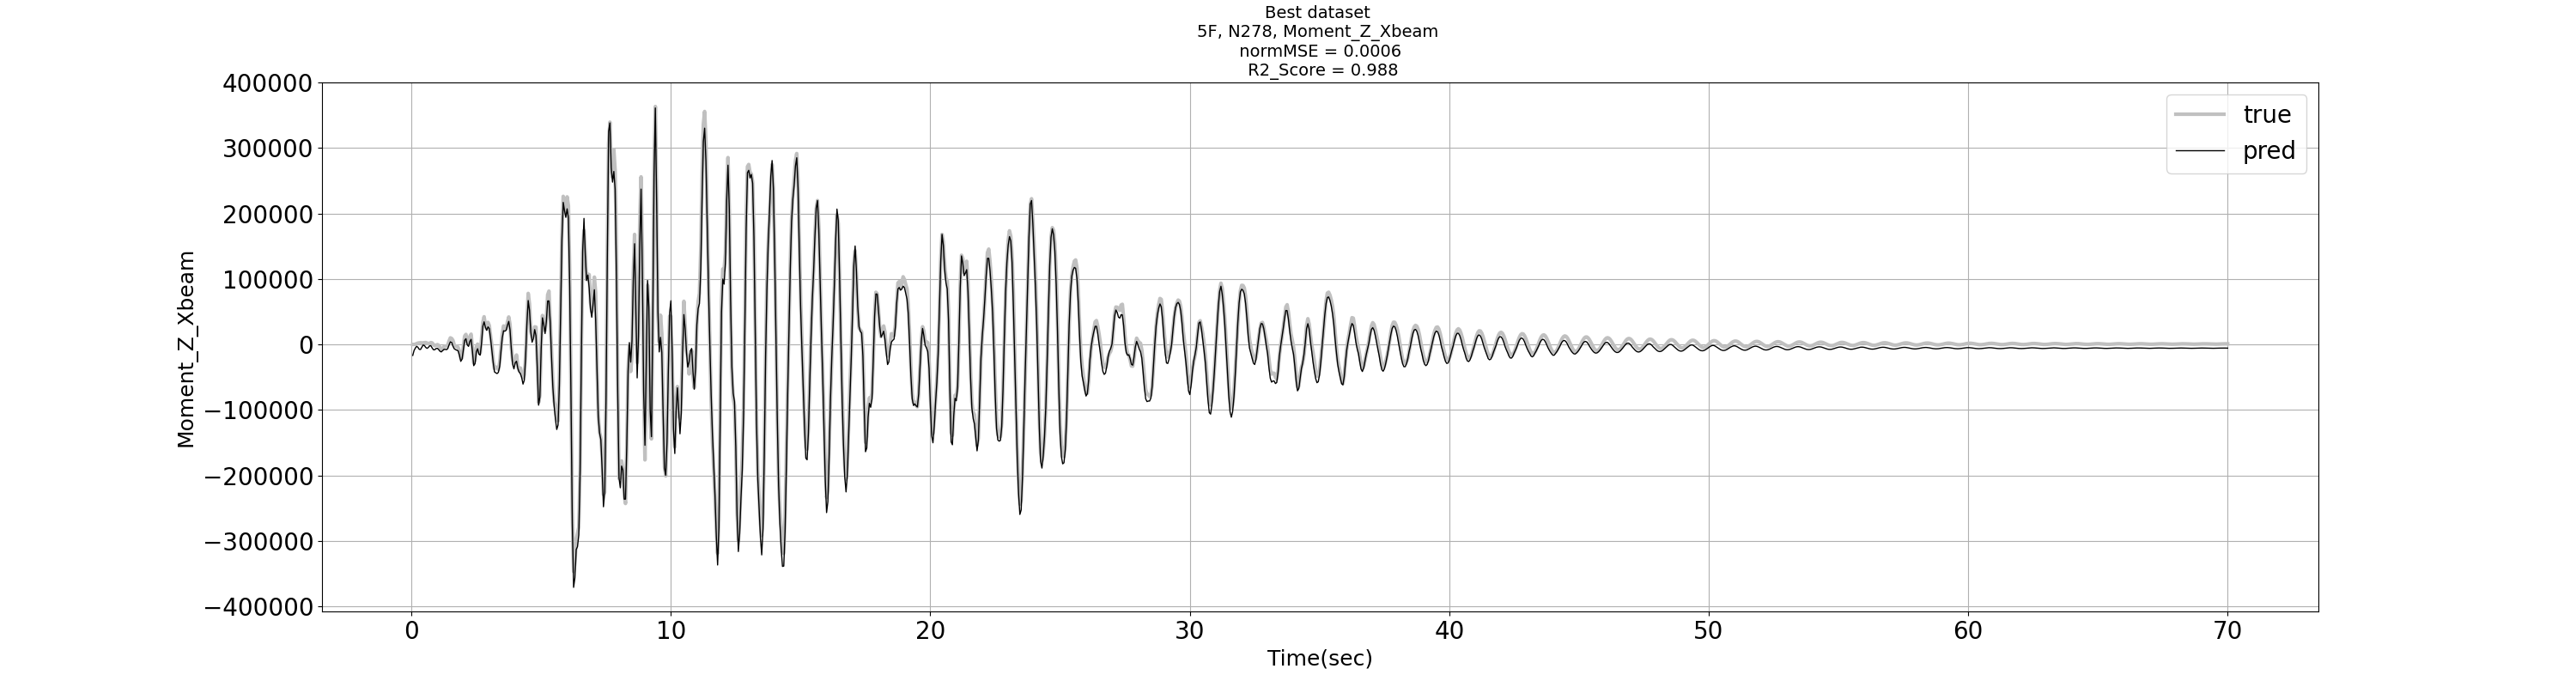 Best dataset
5F, N278, Moment_Z_Xbeam
normMSE = 0.0006
R2_Score = 0.988
400000
300000
200000
100000
0
−100000
−200000
−300000
−400000
Moment_Z_Xbeam
true
pred
0 10 20 30 40 50 60 70
Time(sec)